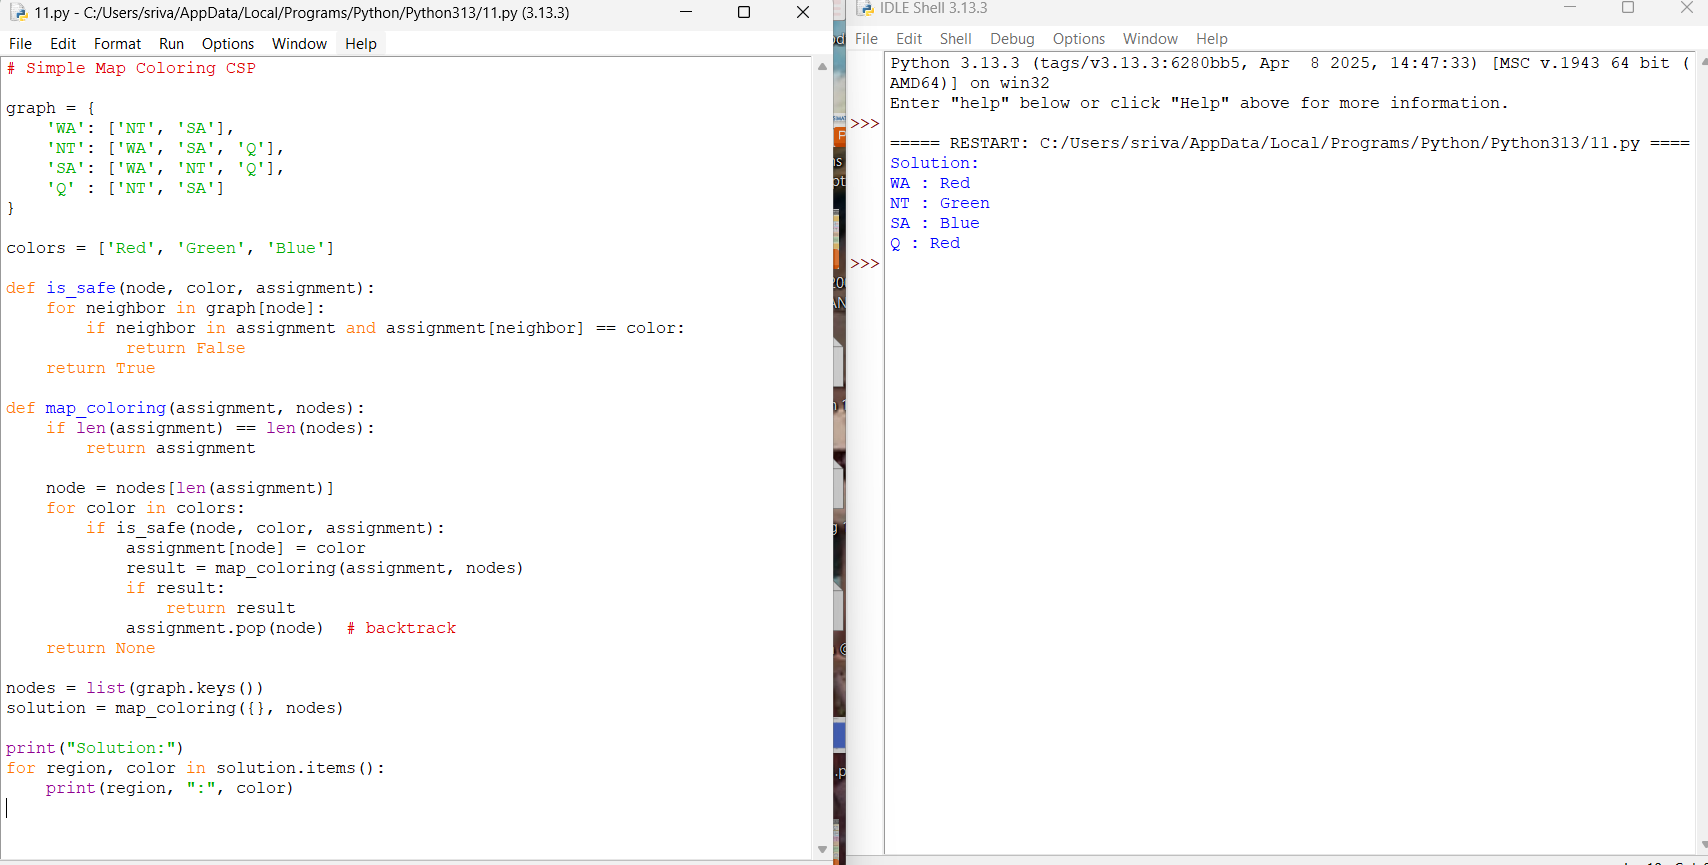 11.py - C:/Users/sriva/AppData/Local/Programs/Python/Python313/11.py (3.13.3)
File Edit Format Run Options Window Help
# Simple Map Coloring CSP

graph = {
    'WA': ['NT', 'SA'],
    'NT': ['WA', 'SA', 'Q'],
    'SA': ['WA', 'NT', 'Q'],
    'Q' : ['NT', 'SA']
}

colors = ['Red', 'Green', 'Blue']

def is_safe(node, color, assignment):
    for neighbor in graph[node]:
        if neighbor in assignment and assignment[neighbor] == color:
            return False
    return True

def map_coloring(assignment, nodes):
    if len(assignment) == len(nodes):
        return assignment

    node = nodes[len(assignment)]
    for color in colors:
        if is_safe(node, color, assignment):
            assignment[node] = color
            result = map_coloring(assignment, nodes)
            if result:
                return result
            assignment.pop(node)  # backtrack
    return None

nodes = list(graph.keys())
solution = map_coloring({}, nodes)

print("Solution:")
for region, color in solution.items():
    print(region, ":", color)
IDLE Shell 3.13.3
File Edit Shell Debug Options Window Help
Python 3.13.3 (tags/v3.13.3:6280bb5, Apr  8 2025, 14:47:33) [MSC v.1943 64 bit (
AMD64)] on win32
Enter "help" below or click "Help" above for more information.
>>>
===== RESTART: C:/Users/sriva/AppData/Local/Programs/Python/Python313/11.py ====
Solution:
WA : Red
NT : Green
SA : Blue
Q : Red
>>>